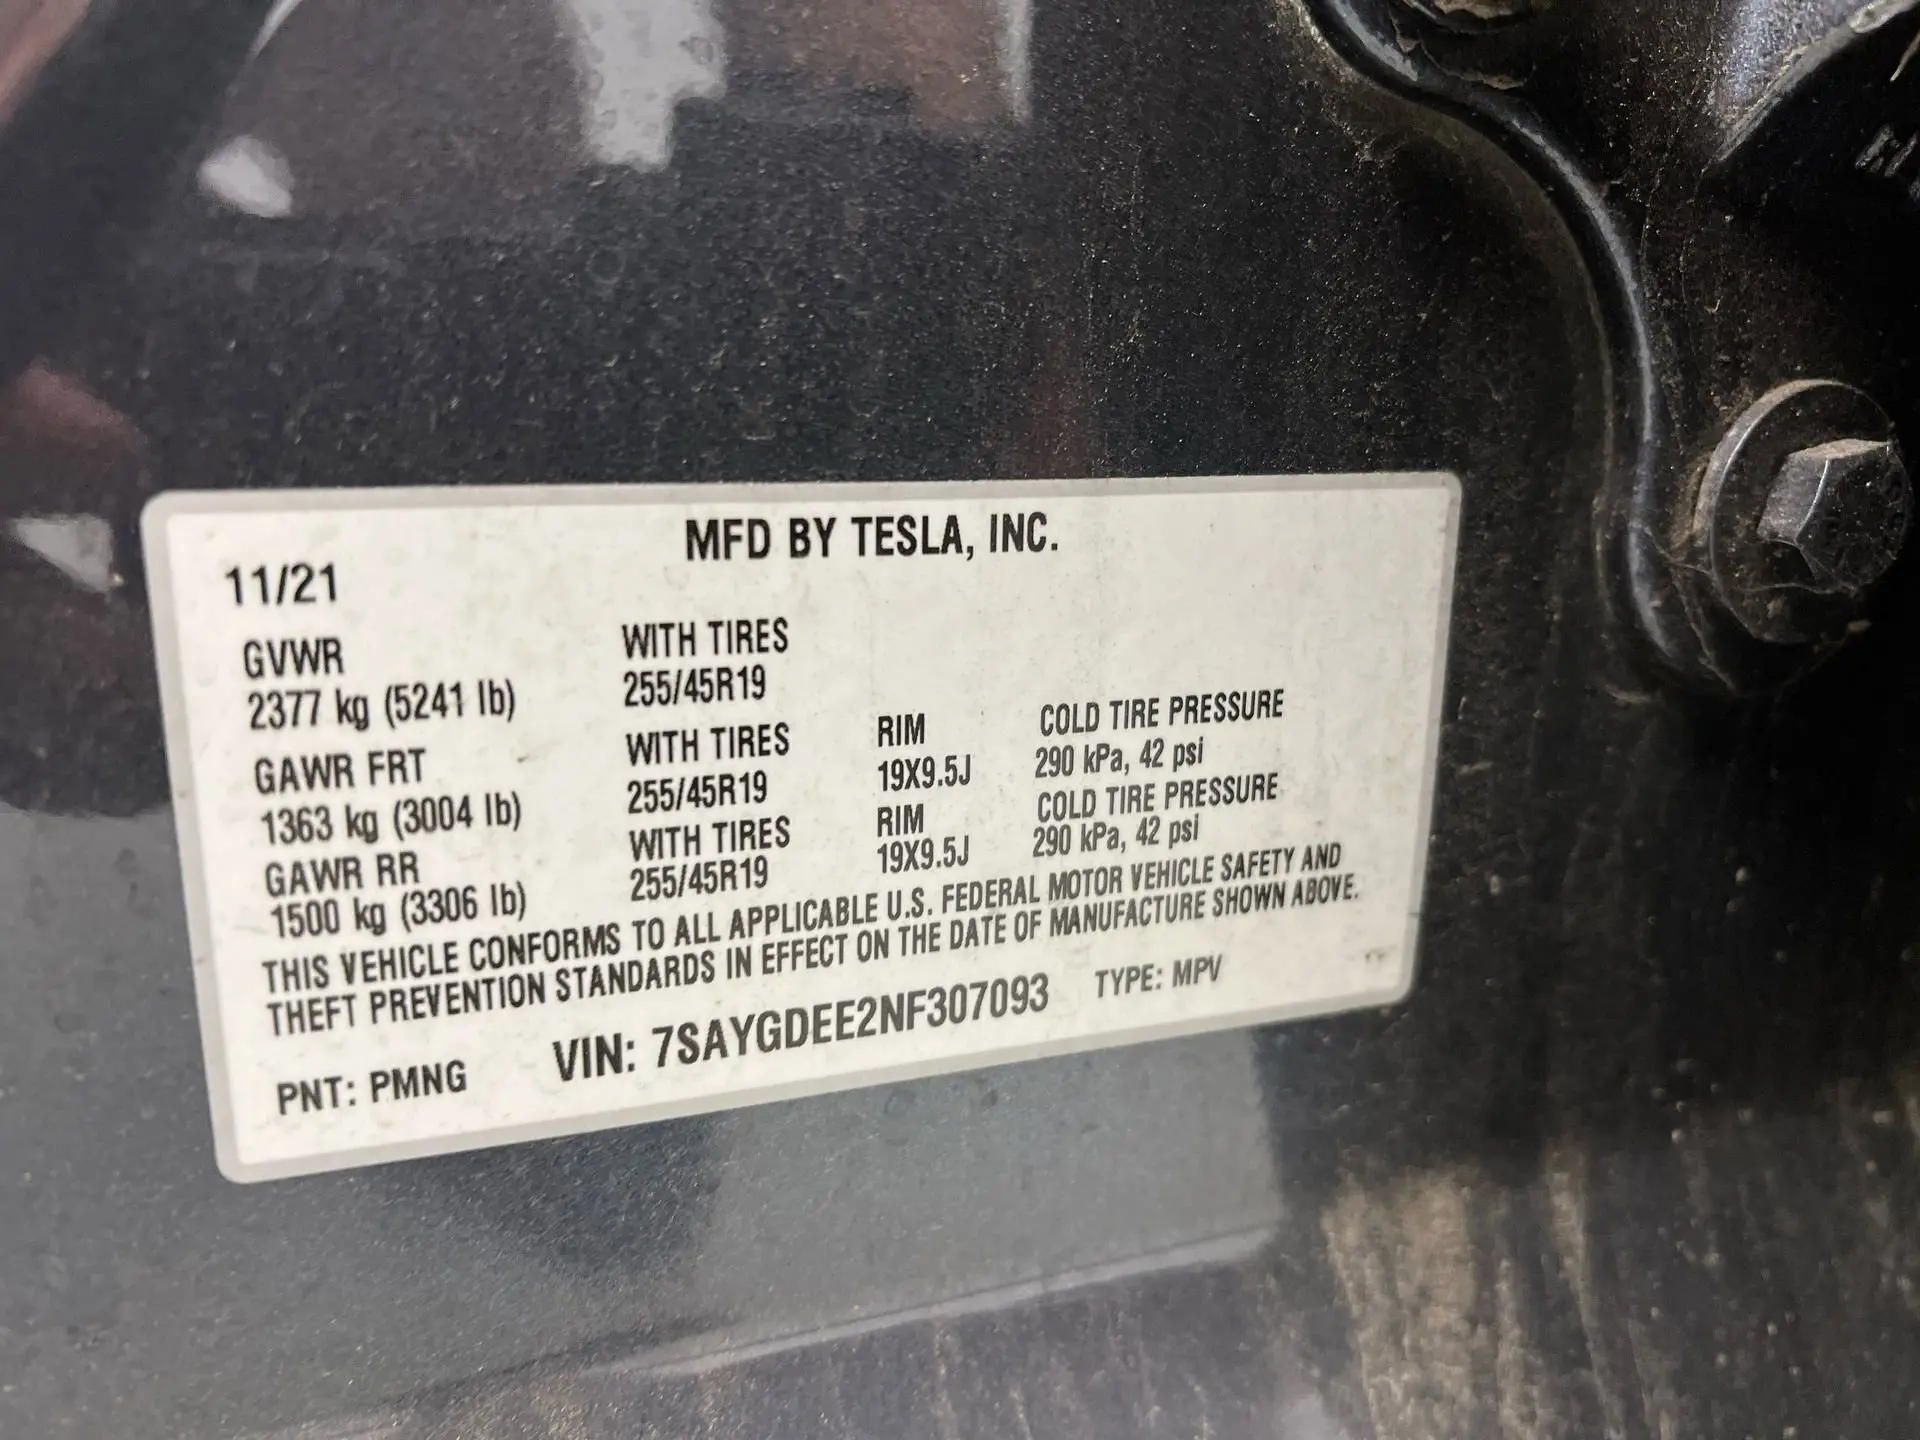 MFD BY TESLA, INC.
11/21
GVWR WITH TIRES
2377 kg (5241 lb) 255/45R19
GAWR FRT WITH TIRES RIM COLD TIRE PRESSURE
1363 kg (3004 lb) 255/45R19 19X9.5J 290 kPa, 42 psi
GAWR RR WITH TIRES RIM COLD TIRE PRESSURE
1500 kg (3306 lb) 255/45R19 19X9.5J 290 kPa, 42 psi
THIS VEHICLE CONFORMS TO ALL APPLICABLE U.S. FEDERAL MOTOR VEHICLE SAFETY AND
THEFT PREVENTION STANDARDS IN EFFECT ON THE DATE OF MANUFACTURE SHOWN ABOVE.
PNT: PMNG VIN: 7SAYGDEE2NF307093 TYPE: MPV